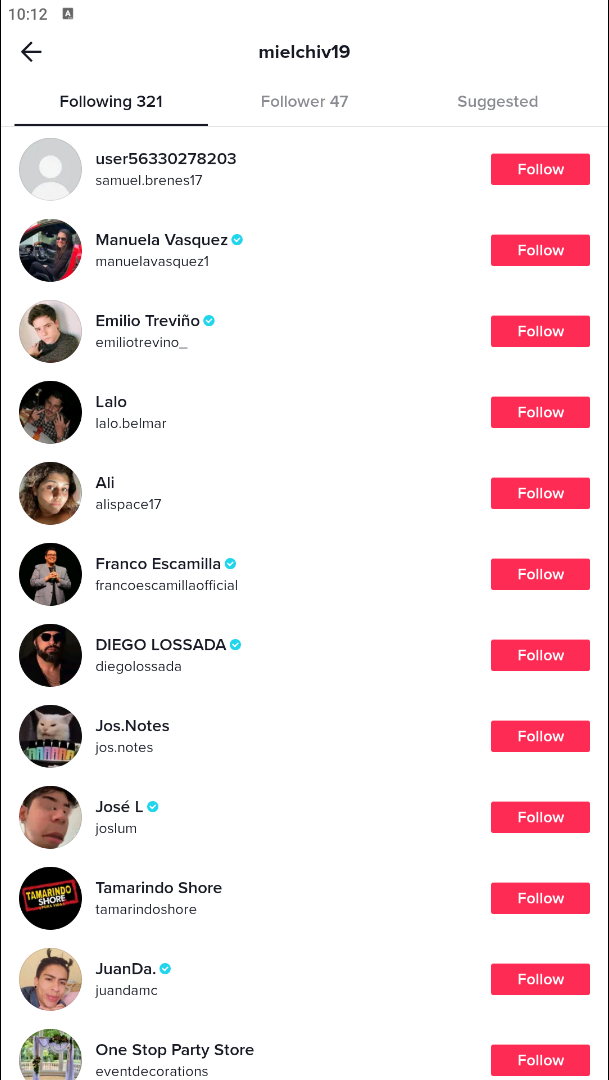 10:12 A
mielchiv19
Following 321 Follower 47 Suggested
user56330278203
samuel.brenes17
Follow
Manuela Vasquez
manuelavasquez1
Follow
Emilio Treviño
emiliotrevino_
Follow
Lalo
lalo.belmar
Follow
Ali
alispace17
Follow
Franco Escamilla
francoescamillaofficial
Follow
DIEGO LOSSADA
diegolossada
Follow
Jos.Notes
jos.notes
Follow
José L
joslum
Follow
TAMARINDO
SHORE
Tamarindo Shore
tamarindoshore
Follow
JuanDa.
juandamc
Follow
One Stop Party Store
eventdecorations
Follow